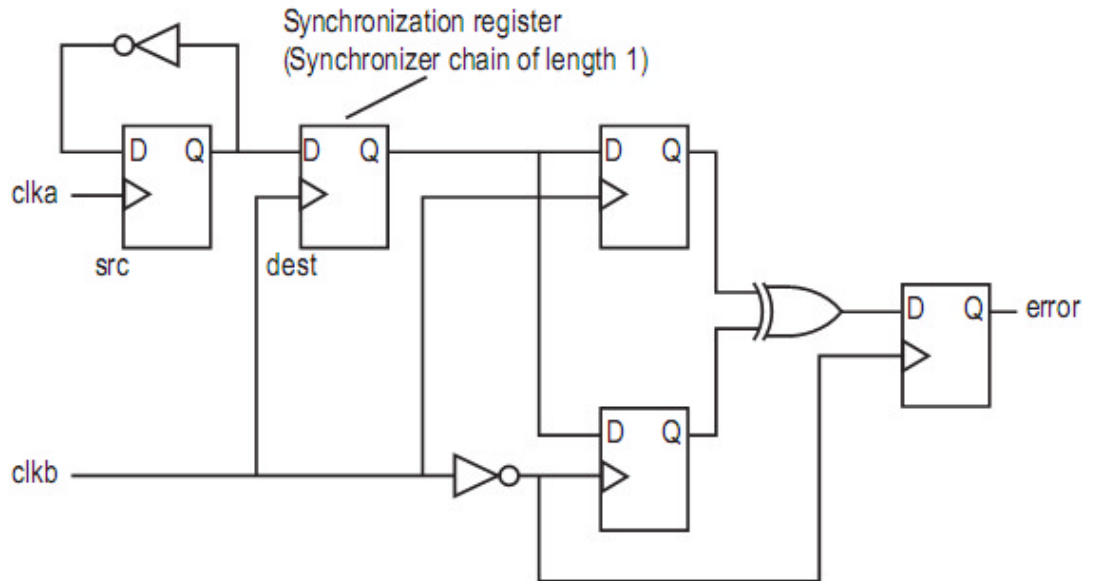 Synchronization register
(Synchronizer chain of length 1)
D Q
D Q
D Q
clka
src
dest
D Q
error
D Q
clkb